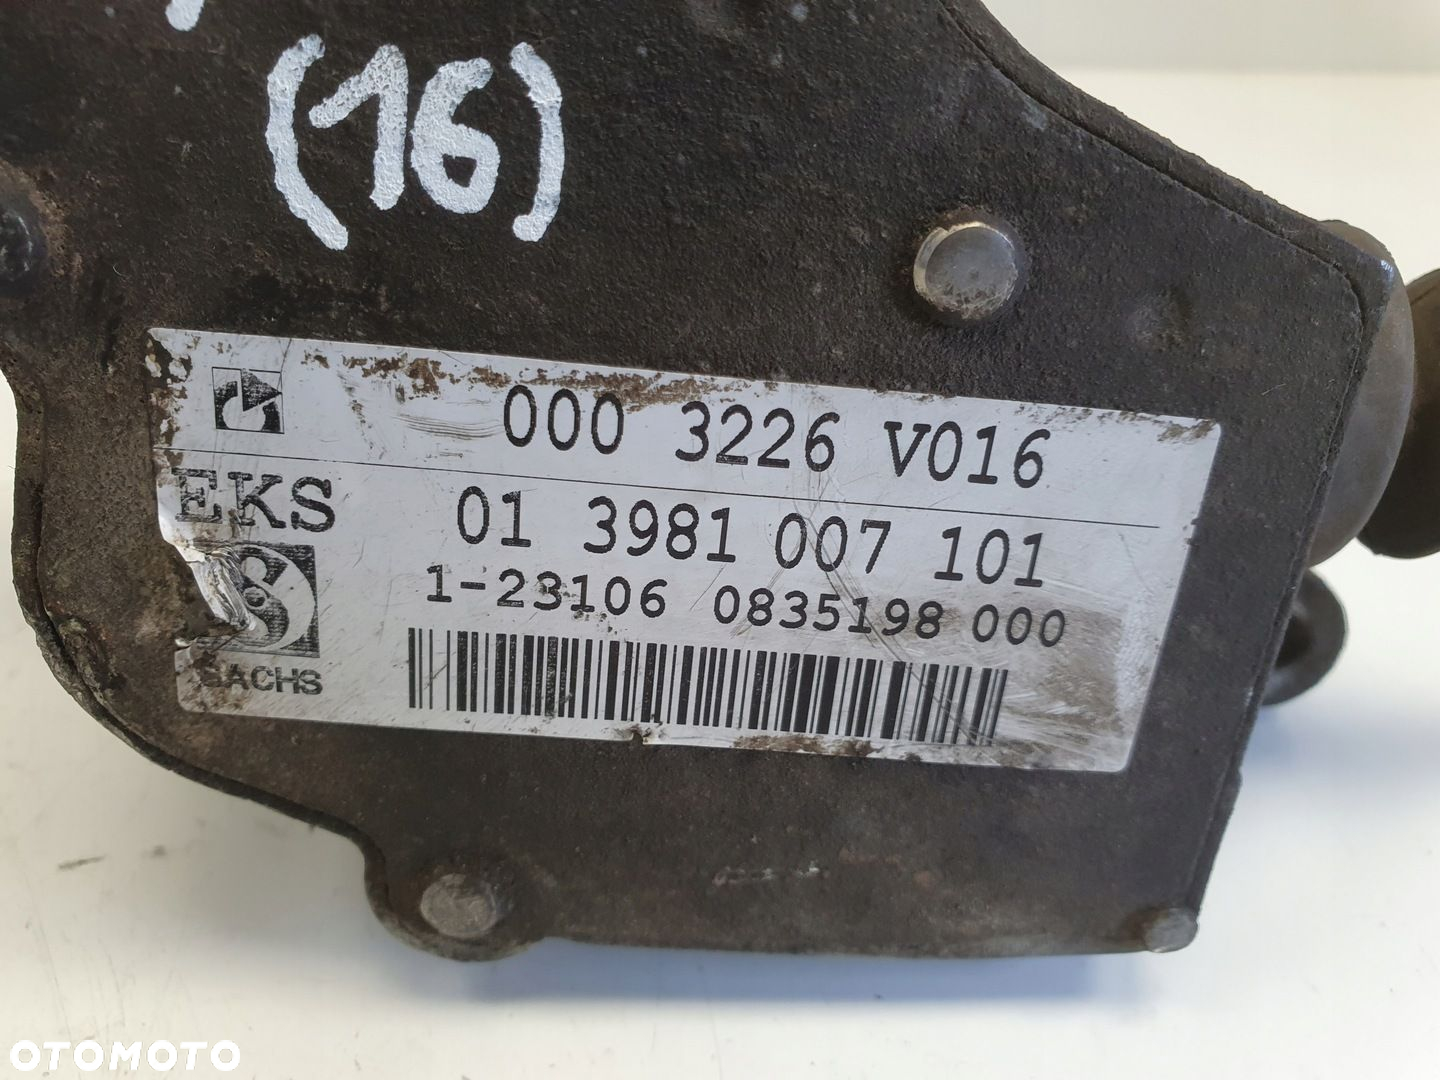 (16)
000 3226 V016
EKS
01 3981 007 101
1-23106 0835198 000
S
SACHS
OTOMOTO